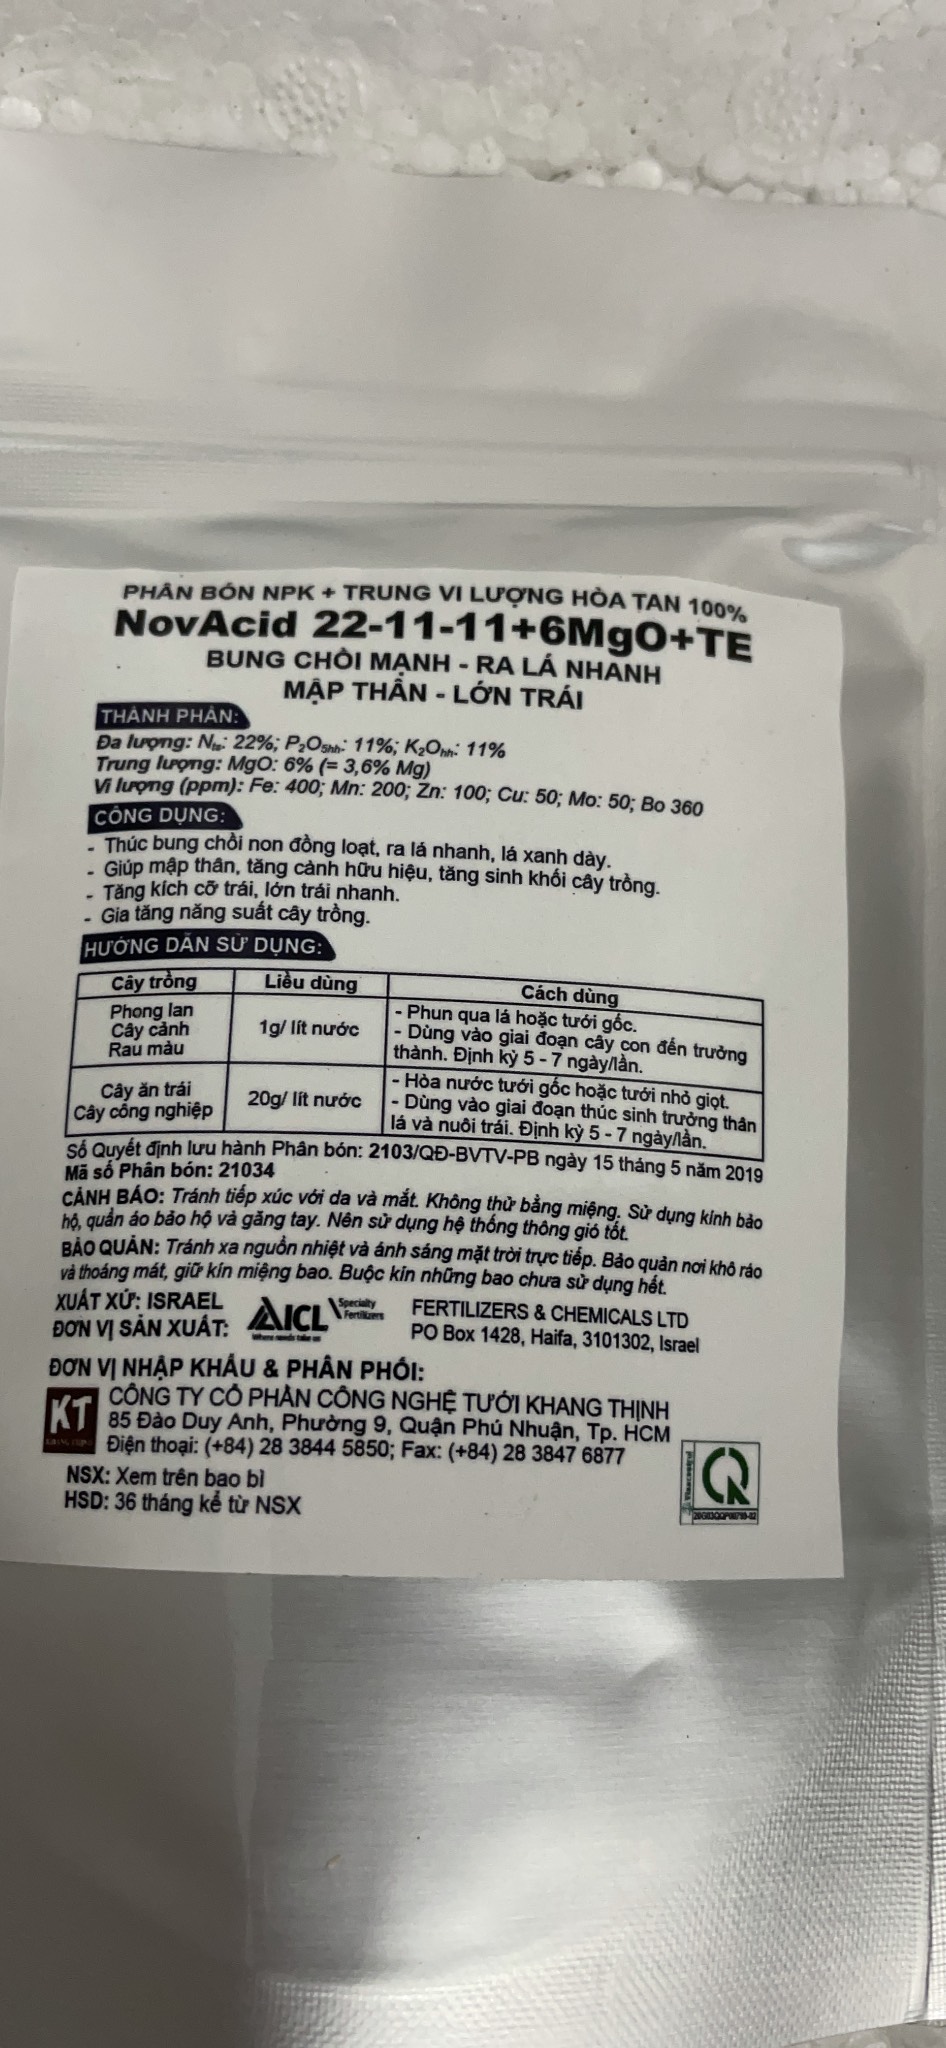 PHÂN BÓN NPK + TRUNG VI LƯỢNG HÒA TAN 100%
NovAcid 22-11-11+6MgO+TE
BUNG CHỒI MẠNH - RA LÁ NHANH
MẬP THÂN - LỚN TRÁI
THÀNH PHẦN:
Đa lượng: Nts: 22%; P2O5hh: 11%; K2Ohh: 11%
Trung lượng: MgO: 6% (= 3,6% Mg)
Vi lượng (ppm): Fe: 400; Mn: 200; Zn: 100; Cu: 50; Mo: 50; Bo 360
CÔNG DỤNG:
- Thúc bung chồi non đồng loạt, ra lá nhanh, lá xanh dày.
- Giúp mập thân, tăng cành hữu hiệu, tăng sinh khối cây trồng.
- Tăng kích cỡ trái, lớn trái nhanh.
- Gia tăng năng suất cây trồng.
HƯỚNG DẪN SỬ DỤNG:
Cây trồng Liều dùng Cách dùng
Phong lan
Cây cảnh
Rau màu
1g/ lít nước
- Phun qua lá hoặc tưới gốc.
- Dùng vào giai đoạn cây con đến trưởng
thành. Định kỳ 5 - 7 ngày/lần.
Cây ăn trái
Cây công nghiệp
20g/ lít nước
- Hòa nước tưới gốc hoặc tưới nhỏ giọt.
- Dùng vào giai đoạn thúc sinh trưởng thân
lá và nuôi trái. Định kỳ 5 - 7 ngày/lần.
Số Quyết định lưu hành Phân bón: 2103/QĐ-BVTV-PB ngày 15 tháng 5 năm 2019
Mã số Phân bón: 21034
CẢNH BÁO: Tránh tiếp xúc với da và mắt. Không thử bằng miệng. Sử dụng kính bảo
hộ, quần áo bảo hộ và găng tay. Nên sử dụng hệ thống thông gió tốt.
BẢO QUẢN: Tránh xa nguồn nhiệt và ánh sáng mặt trời trực tiếp. Bảo quản nơi khô ráo
và thoáng mát, giữ kín miệng bao. Buộc kín những bao chưa sử dụng hết.
XUẤT XỨ: ISRAEL
ĐƠN VỊ SẢN XUẤT:
ICL
Specialty
Fertilizers
Where needs take us
FERTILIZERS & CHEMICALS LTD
PO Box 1428, Haifa, 3101302, Israel
ĐƠN VỊ NHẬP KHẨU & PHÂN PHỐI:
KT
KHANG THỊNH
CÔNG TY CỔ PHẦN CÔNG NGHỆ TƯỚI KHANG THỊNH
85 Đào Duy Anh, Phường 9, Quận Phú Nhuận, Tp. HCM
Điện thoại: (+84) 28 3844 5850; Fax: (+84) 28 3847 6877
NSX: Xem trên bao bì
HSD: 36 tháng kể từ NSX